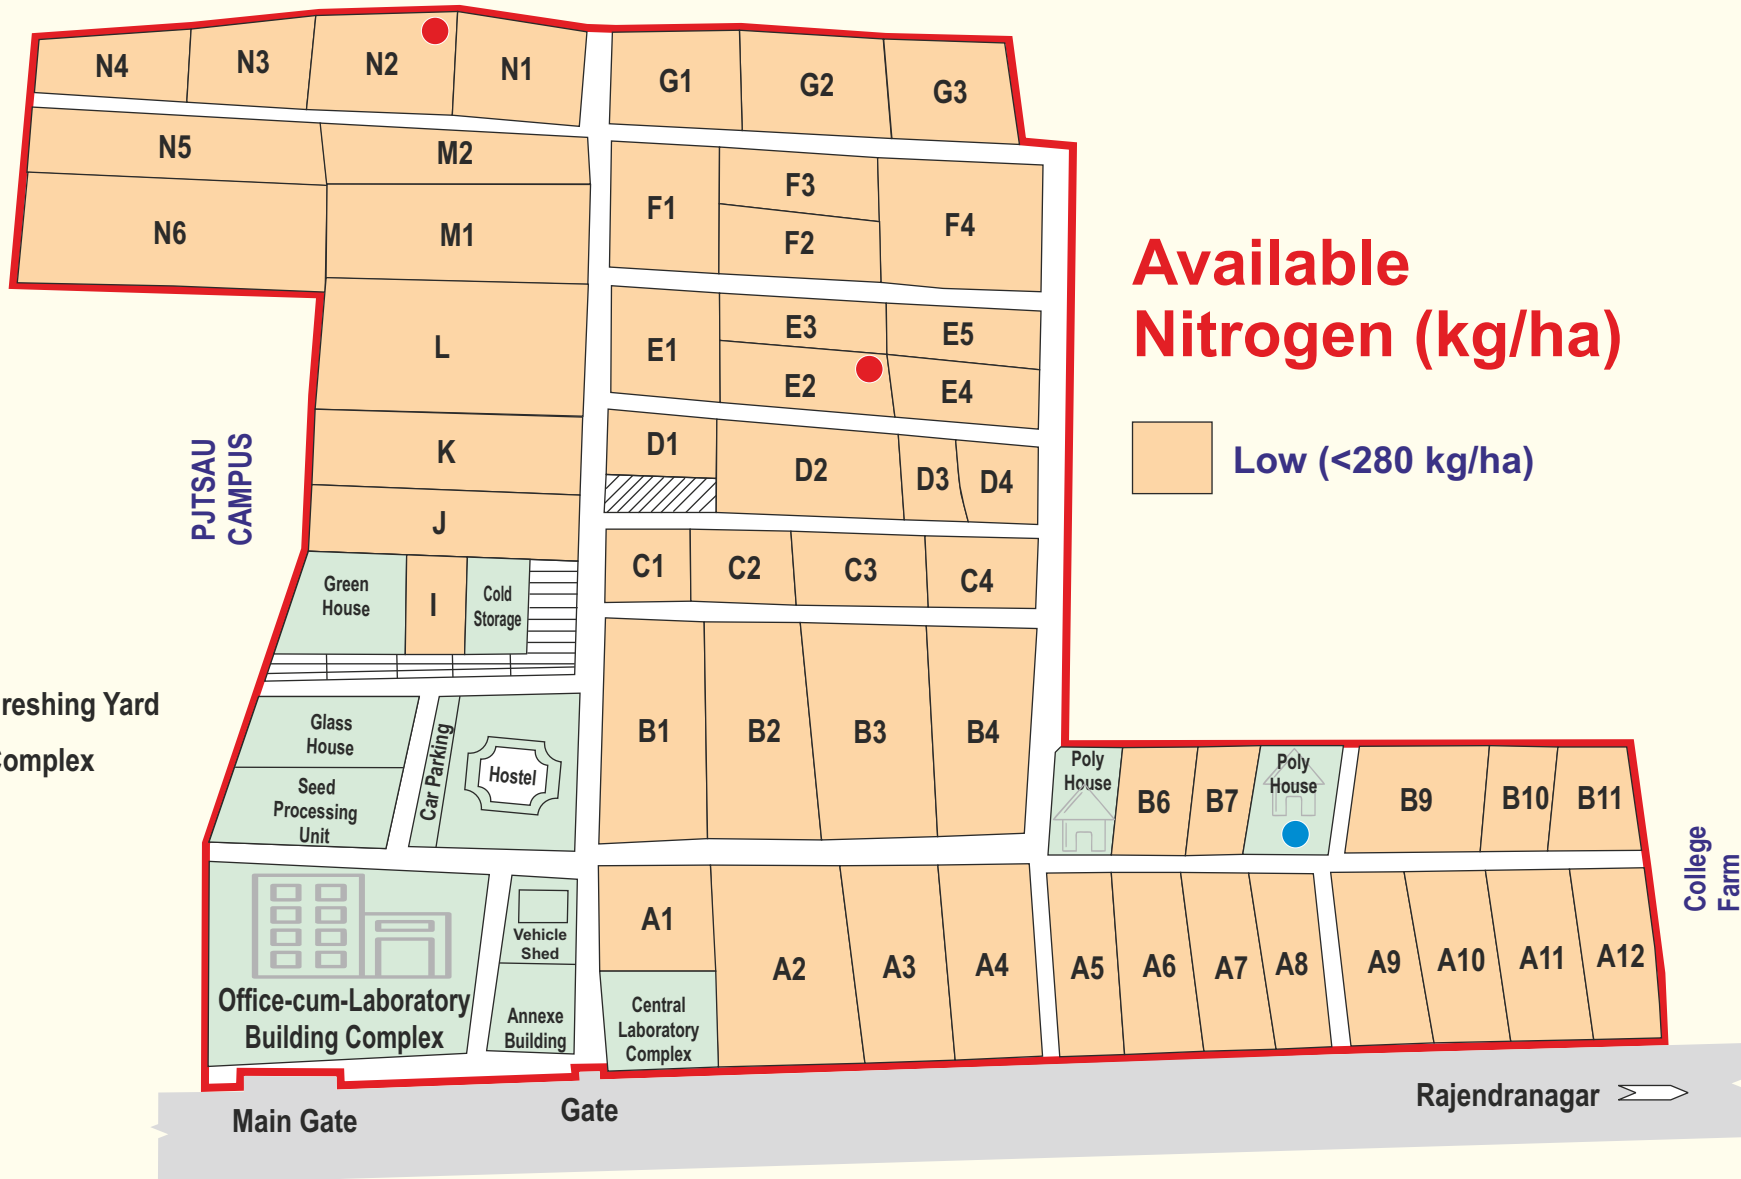 N4
N3
N2
N1
G1
G2
G3
N5
M2
N6
M1
F1
F3
F2
F4
Available
Nitrogen (kg/ha)
Low (<280 kg/ha)
L
E1
E3
E5
E2
E4
PJTSAU
CAMPUS
K
D1
D2
D3
D4
J
C1
C2
C3
C4
Green
House
I
Cold
Storage
reshing Yard
Complex
Glass
House
Seed
Processing
Unit
Car Parking
Hostel
B1
B2
B3
B4
Poly
House
B6
B7
Poly
House
B9
B10
B11
College
Farm
Office-cum-Laboratory
Building Complex
Vehicle
Shed
Annexe
Building
A1
Central
Laboratory
Complex
A2
A3
A4
A5
A6
A7
A8
A9
A10
A11
A12
Main Gate
Gate
Rajendranagar